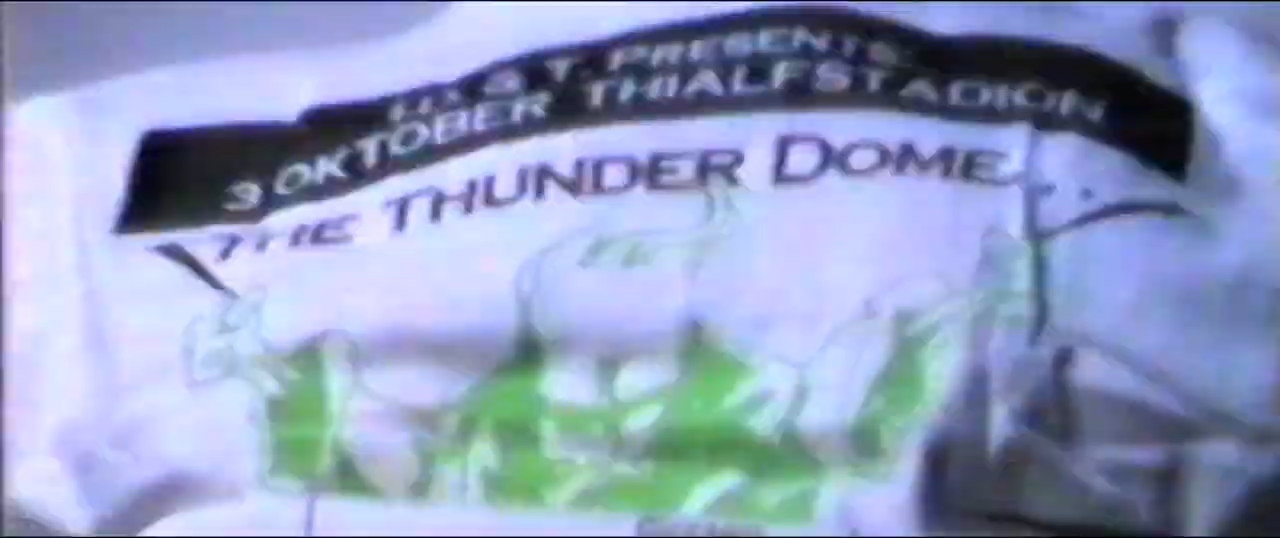 & T. PRESENTS:
3 OKTOBER THIALFSTADION
THE THUNDER DOME...